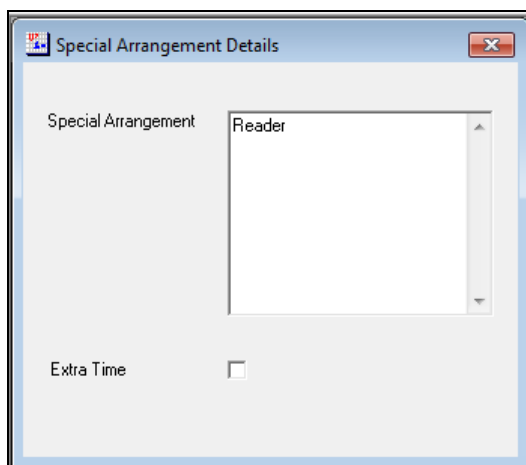 Special Arrangement Details
Special Arrangement
Reader
Extra Time